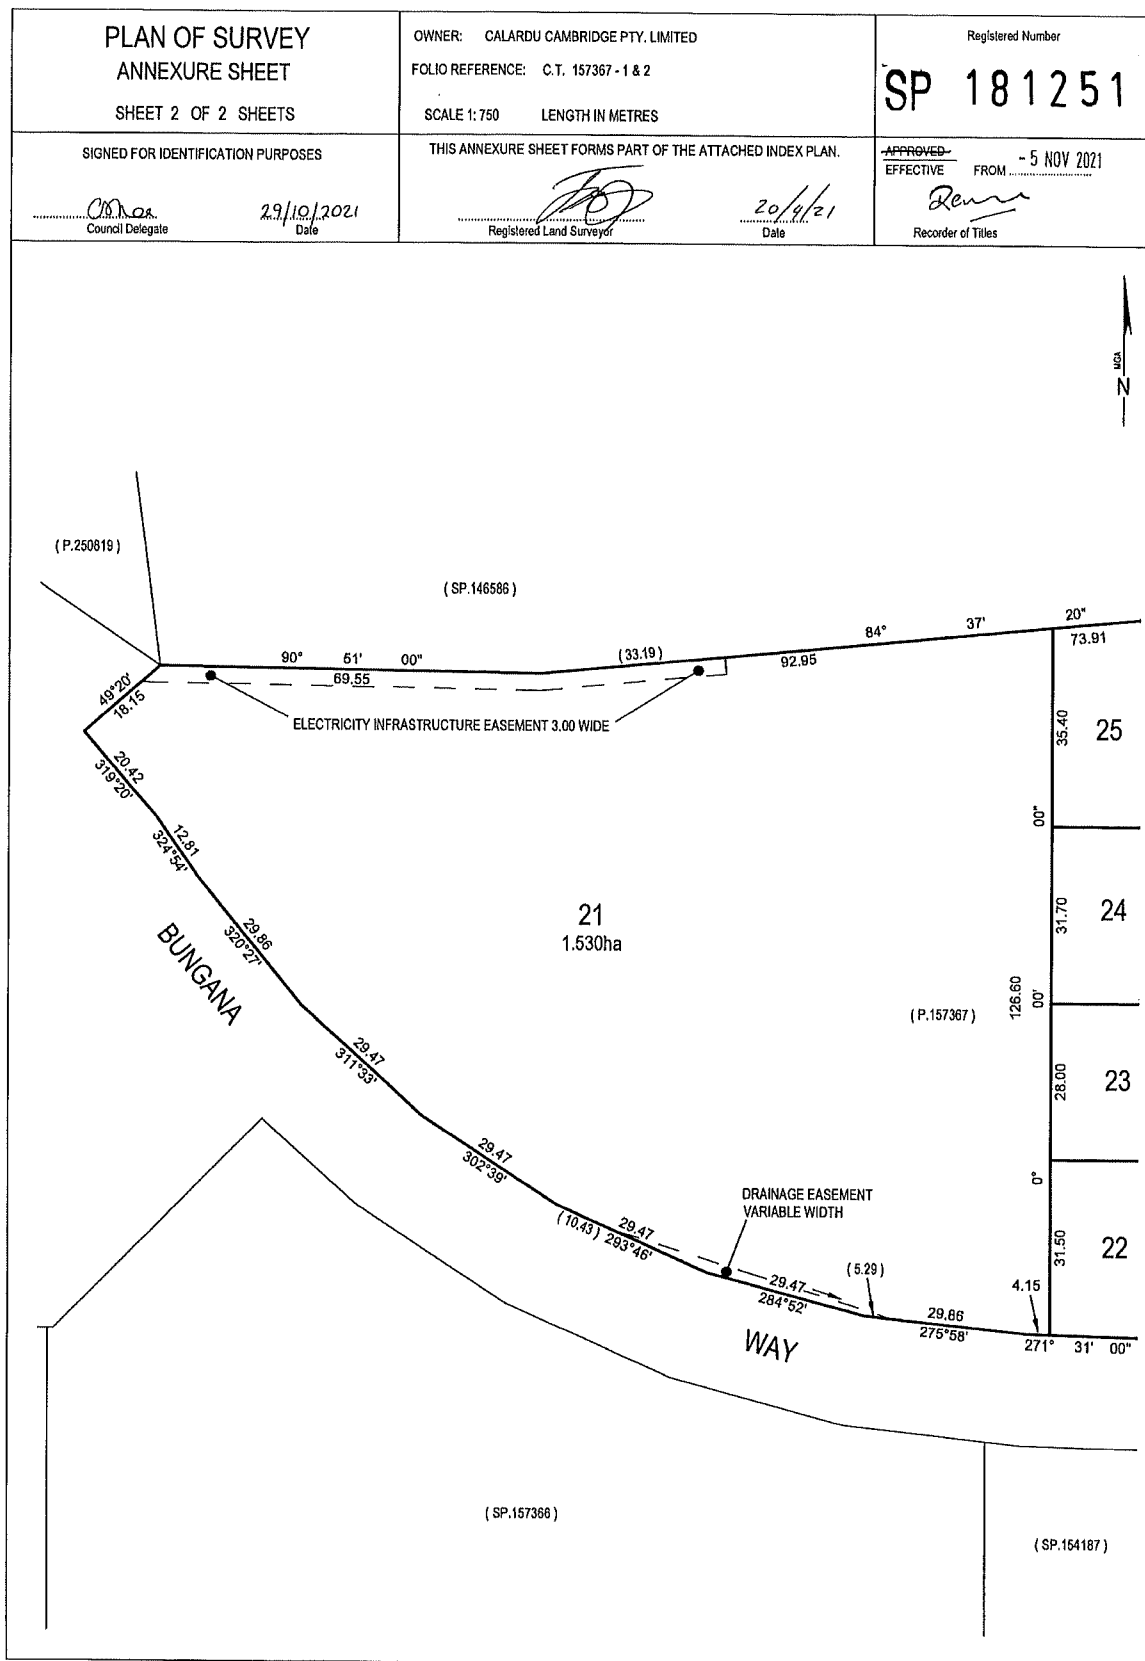 PLAN OF SURVEY
ANNEXURE SHEET
SHEET 2 OF 2 SHEETS
OWNER: CALARDU CAMBRIDGE PTY. LIMITED
FOLIO REFERENCE: C.T. 157367 - 1 & 2
SCALE 1: 750 LENGTH IN METRES
Registered Number
SP 181251
SIGNED FOR IDENTIFICATION PURPOSES
Council Delegate
29/10/2021
Date
THIS ANNEXURE SHEET FORMS PART OF THE ATTACHED INDEX PLAN.
Registered Land Surveyor
20/4/21
Date
APPROVED
EFFECTIVE FROM - 5 NOV 2021
Recorder of Titles
MGA
N
( P.250819 )
( SP.146586 )
90° 51' 00"
69.55
( 33.19 )
84° 37' 20"
92.95
73.91
49°20'
18.15
ELECTRICITY INFRASTRUCTURE EASEMENT 3.00 WIDE
35.40
25
20.42
319°20'
12.81
324°54'
00"
21
1.530ha
31.70
24
29.86
320°27'
BUNGANA
126.60
00'
( P.157367 )
29.47
311°33'
28.00
23
29.47
302°39'
0°
DRAINAGE EASEMENT
VARIABLE WIDTH
( 10.43 )
29.47
293°46'
31.50
22
29.47
284°52'
( 5.29 )
4.15
29.86
275°58'
271° 31' 00"
WAY
( SP.157366 )
( SP.154187 )